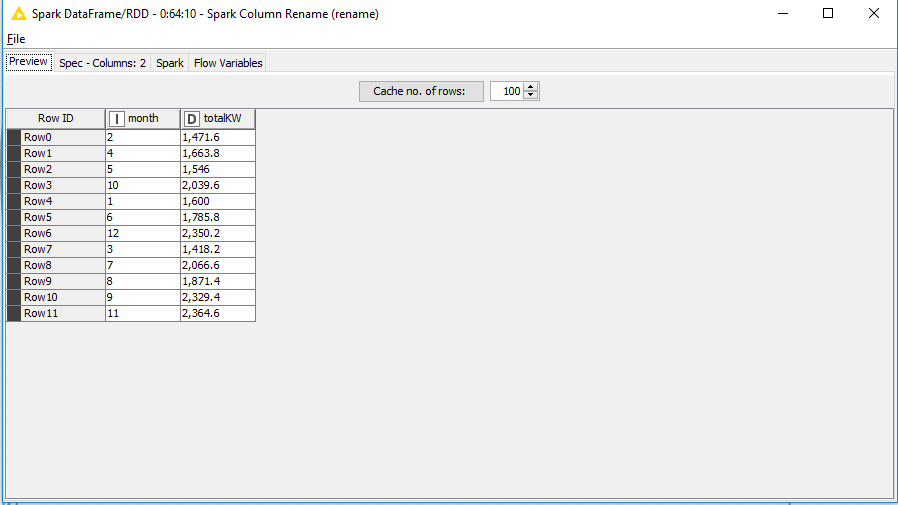 Spark DataFrame/RDD - 0:64:10 - Spark Column Rename (rename)
File
Preview Spec - Columns: 2 Spark Flow Variables
Cache no. of rows: 100
Row ID I month D totalKW
Row0 2 1,471.6
Row1 4 1,663.8
Row2 5 1,546
Row3 10 2,039.6
Row4 1 1,600
Row5 6 1,785.8
Row6 12 2,350.2
Row7 3 1,418.2
Row8 7 2,066.6
Row9 8 1,871.4
Row10 9 2,329.4
Row11 11 2,364.6